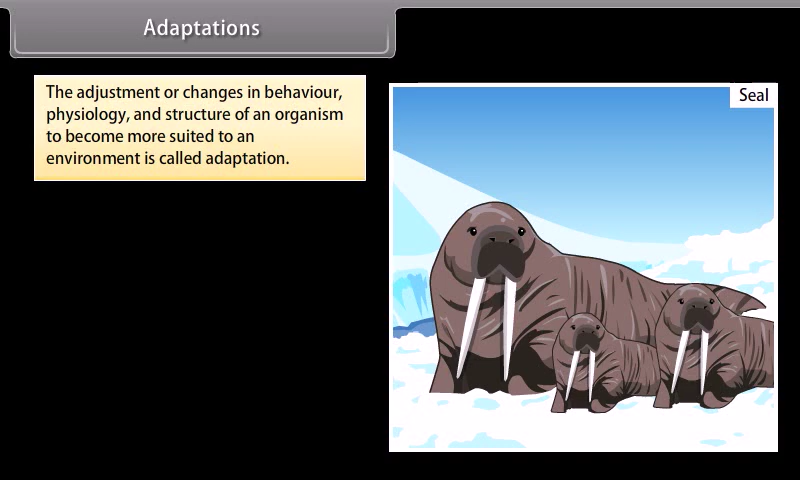 Adaptations
The adjustment or changes in behaviour,
physiology, and structure of an organism
to become more suited to an
environment is called adaptation.
Seal